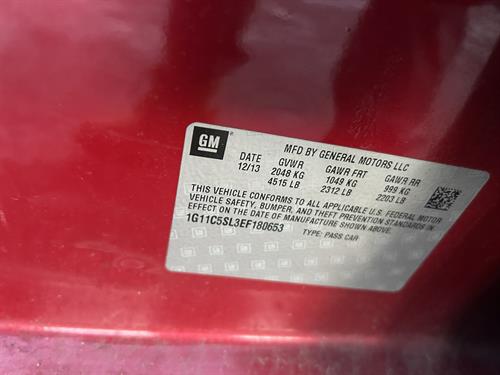 GM
MFD BY GENERAL MOTORS LLC
DATE GVWR GAWR FRT GAWR RR
12/13 2048 KG 1049 KG 999 KG
4515 LB 2312 LB 2203 LB
THIS VEHICLE CONFORMS TO ALL APPLICABLE U.S. FEDERAL MOTOR
VEHICLE SAFETY, BUMPER, AND THEFT PREVENTION STANDARDS IN
EFFECT ON THE DATE OF MANUFACTURE SHOWN ABOVE.
1G11C5SL3EF180653 TYPE: PASS CAR